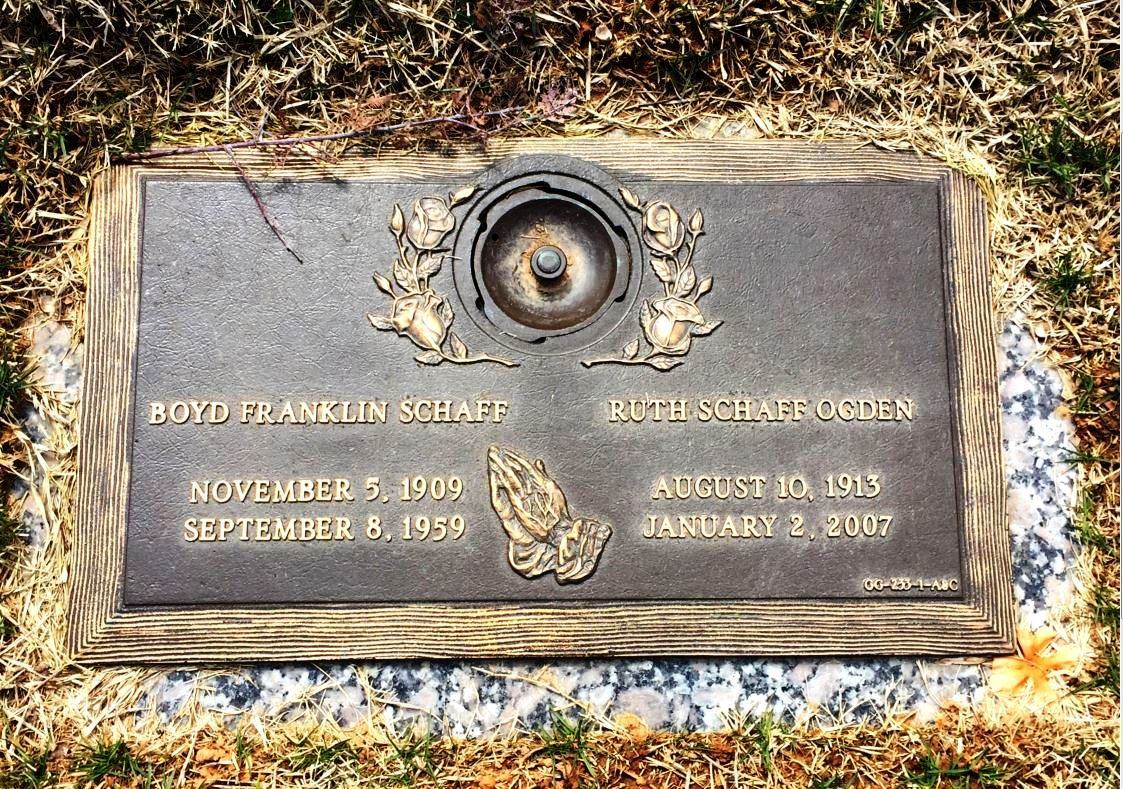 BOYD FRANKLIN SCHAFF
NOVEMBER 5, 1909
SEPTEMBER 8, 1959
RUTH SCHAFF OGDEN
AUGUST 10, 1913
JANUARY 2, 2007